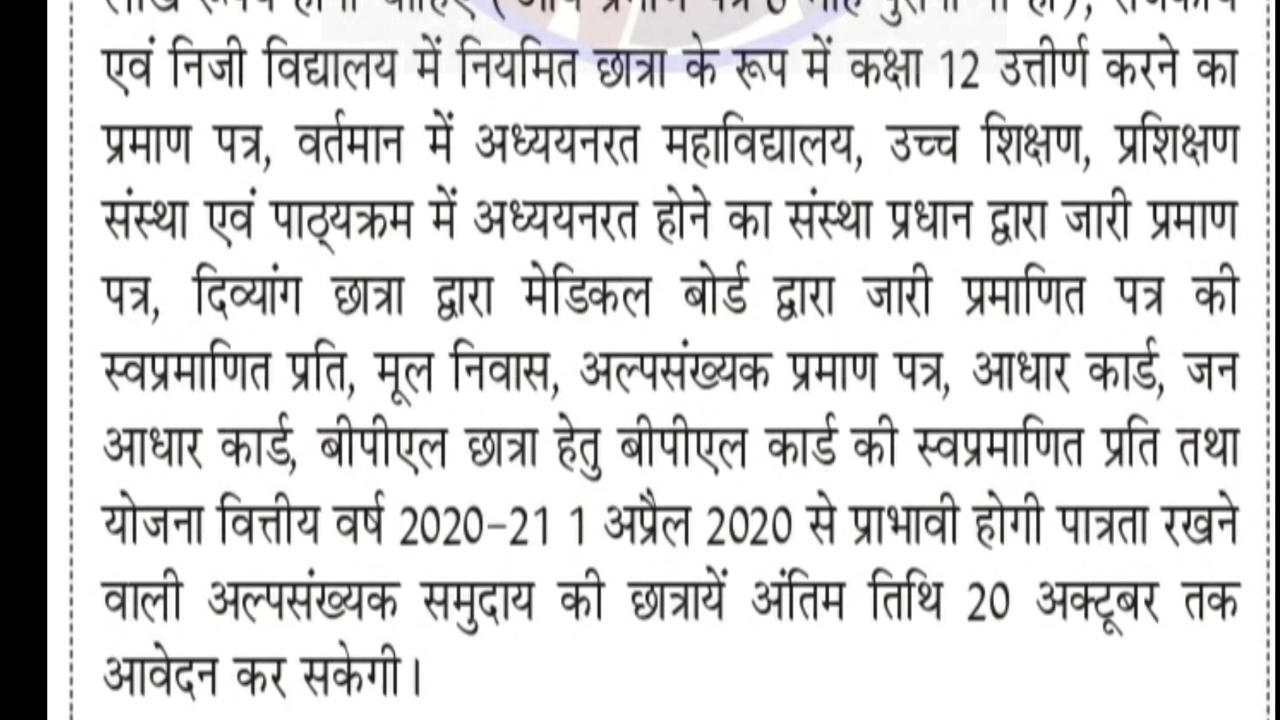 एवं निजी विद्यालय में नियमित छात्रा के रूप में कक्षा 12 उत्तीर्ण करने का
प्रमाण पत्र, वर्तमान में अध्ययनरत महाविद्यालय, उच्च शिक्षण, प्रशिक्षण
संस्था एवं पाठ्यक्रम में अध्ययनरत होने का संस्था प्रधान द्वारा जारी प्रमाण
पत्र, दिव्यांग छात्रा द्वारा मेडिकल बोर्ड द्वारा जारी प्रमाणित पत्र की
स्वप्रमाणित प्रति, मूल निवास, अल्पसंख्यक प्रमाण पत्र, आधार कार्ड, जन
आधार कार्ड, बीपीएल छात्रा हेतु बीपीएल कार्ड की स्वप्रमाणित प्रति तथा
योजना वित्तीय वर्ष 2020-21 1 अप्रैल 2020 से प्राभावी होगी पात्रता रखने
वाली अल्पसंख्यक समुदाय की छात्रायें अंतिम तिथि 20 अक्टूबर तक
आवेदन कर सकेगी।